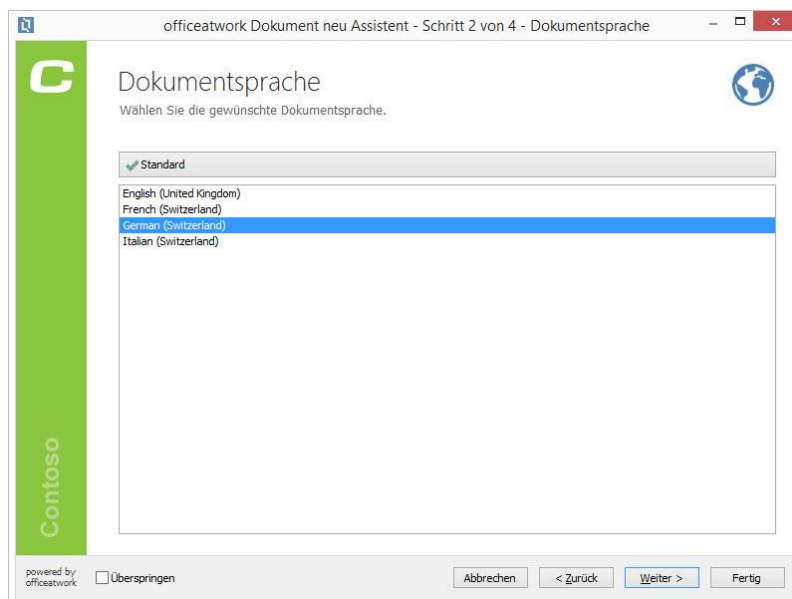 officeatwork Dokument neu Assistent - Schritt 2 von 4 - Dokumentsprache
C
Dokumentsprache
Wählen Sie die gewünschte Dokumentsprache.
Standard
English (United Kingdom)
French (Switzerland)
German (Switzerland)
Italian (Switzerland)
Contoso
powered by
officeatwork
Überspringen
Abbrechen
< Zurück
Weiter >
Fertig